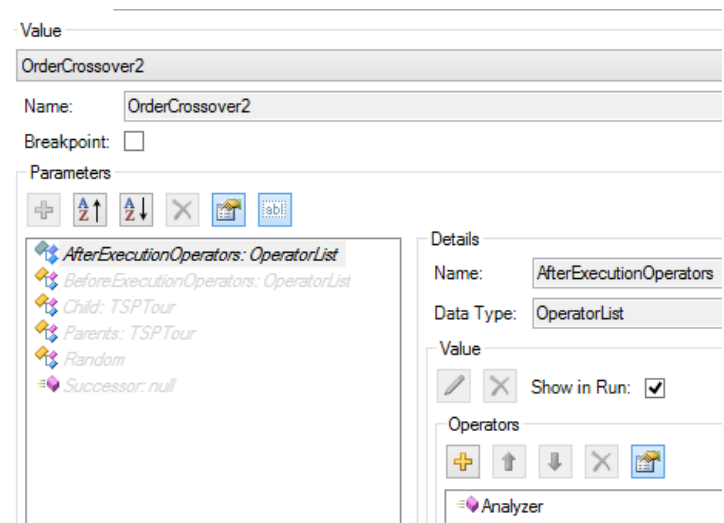 Value
OrderCrossover2
Name: OrderCrossover2
Breakpoint:
Parameters
AfterExecutionOperators: OperatorList
BeforeExecutionOperators: OperatorList
Child: TSPTour
Parents: TSPTour
Random
Successor: null
Details
Name: AfterExecutionOperators
Data Type: OperatorList
Value
Show in Run:
Operators
Analyzer